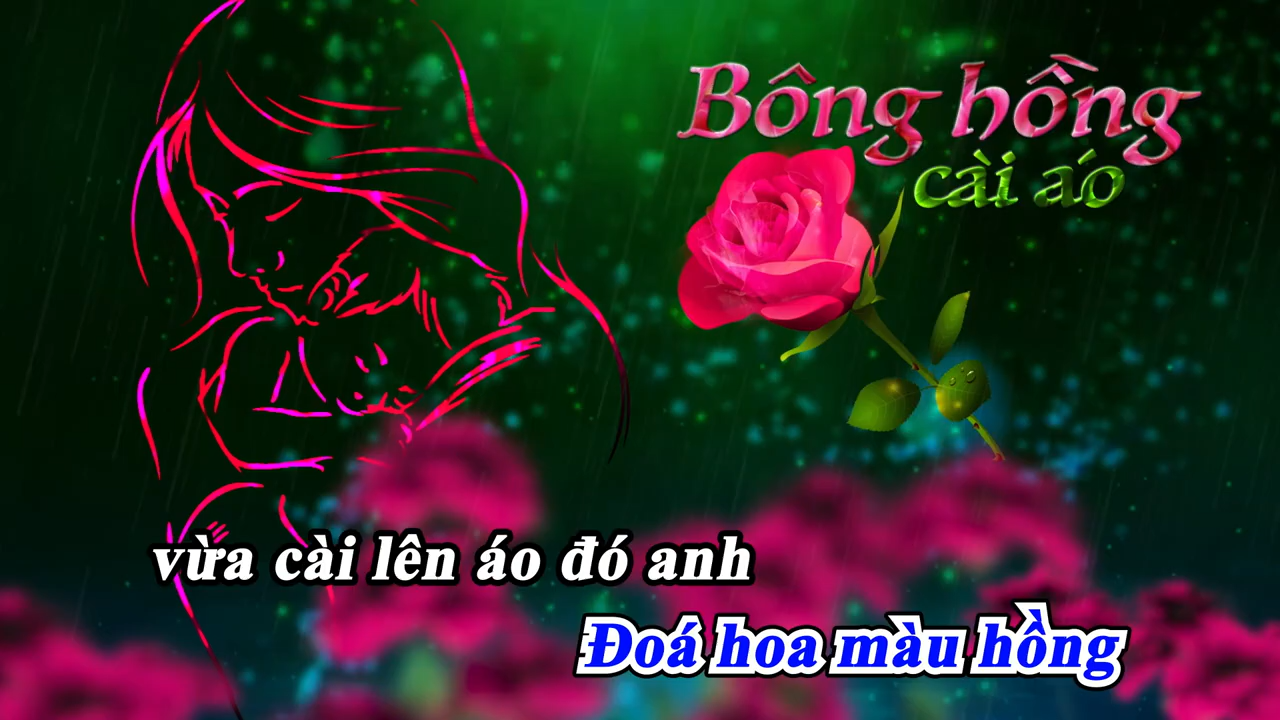 Bông hồng
cài áo
vừa cài lên áo đó anh
Đoá hoa màu hồng